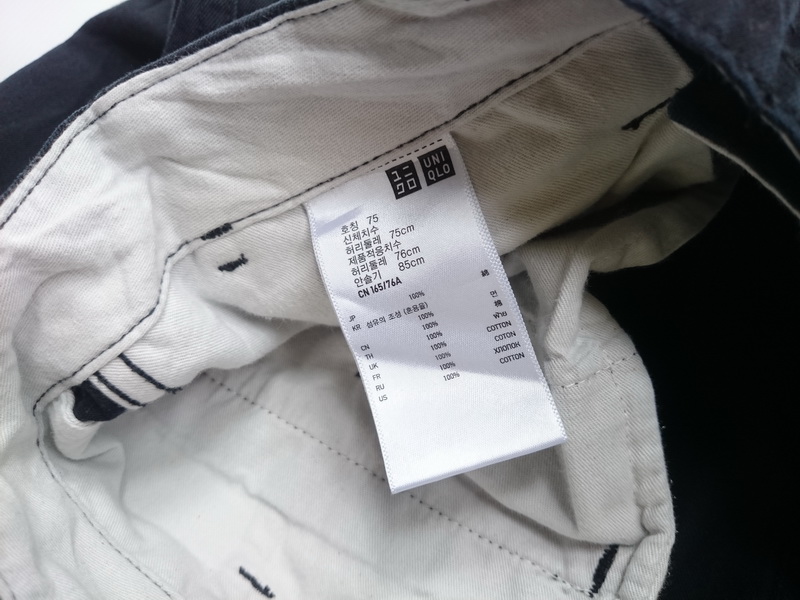 ユニクロ UNIQLO
호칭 75
신체치수
허리둘레 75cm
제품적용치수
허리둘레 76cm
안솔기 85cm
CN 165/76A
JP 100% 綿
KR 섬유의 조성 (혼용율) 100% 면
CN 100% 棉
TH 100% ฝ้าย
UK 100% COTTON
FR 100% COTON
RU 100% ХЛОПОК
US 100% COTTON